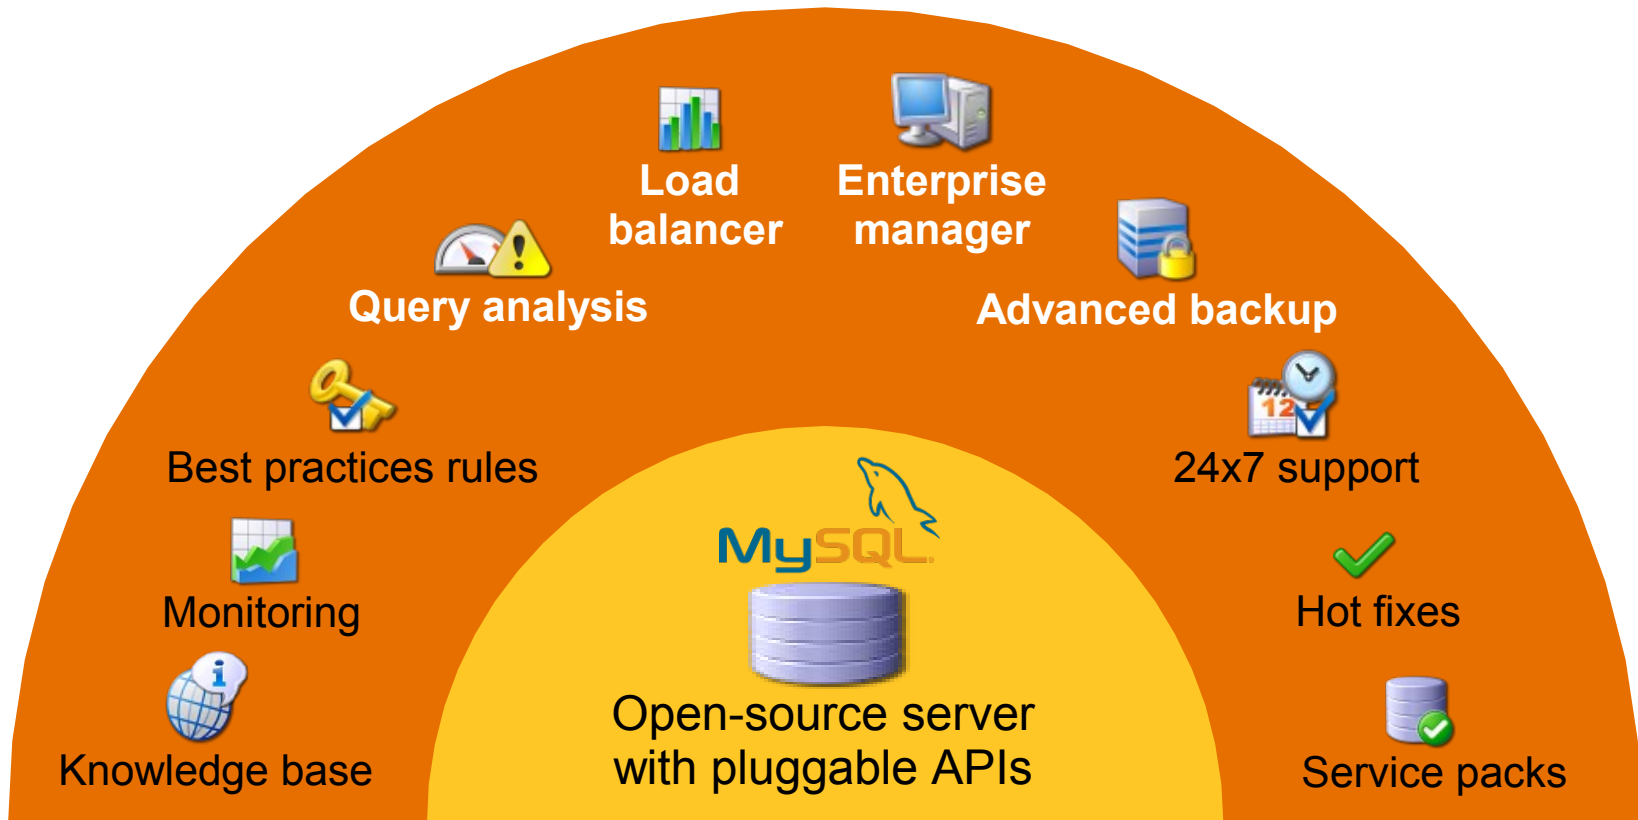 Load
balancer
Enterprise
manager
Query analysis
Advanced backup
Best practices rules
12
24x7 support
MySQL
Monitoring
Hot fixes
i
Knowledge base
Open-source server
with pluggable APIs
Service packs